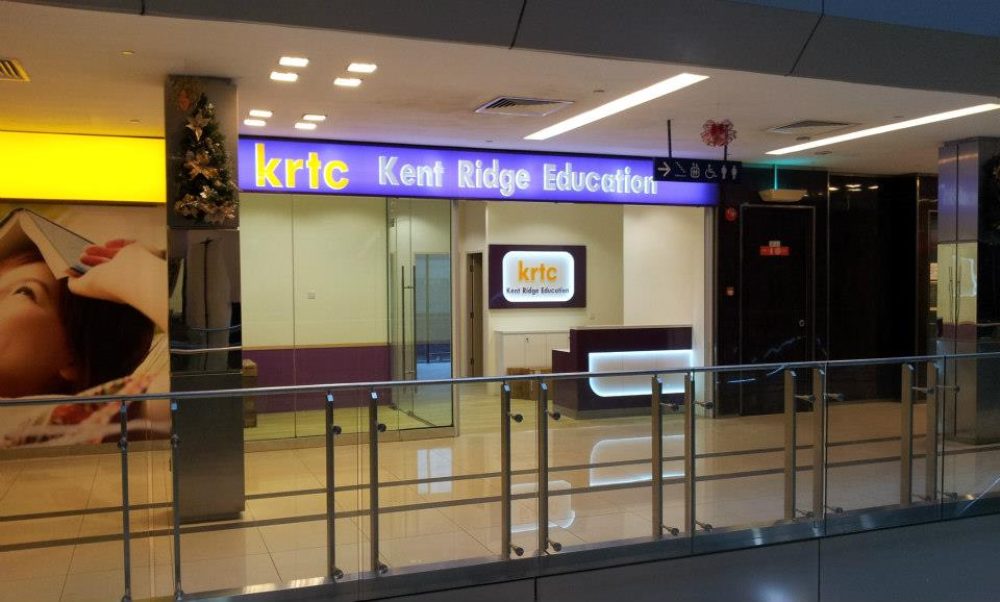 krtc Kent Ridge Education
krtc
Kent Ridge Education